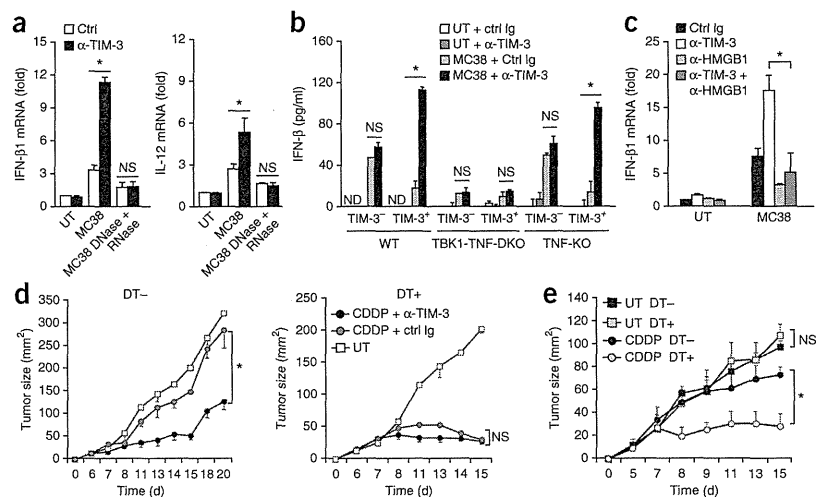 a
Ctrl
α-TIM-3
IFN-β1 mRNA (fold)
15
12
9
6
3
0
*
NS
UT
MC38
MC38 DNase +
RNase
IL-12 mRNA (fold)
12
9
6
3
0
*
NS
UT
MC38
MC38 DNase +
RNase
b
UT + ctrl Ig
UT + α-TIM-3
MC38 + Ctrl Ig
MC38 + α-TIM-3
IFN-β (pg/ml)
160
120
80
40
0
ND
NS
ND
*
NS
NS
NS
*
TIM-3–
TIM-3+
TIM-3–
TIM-3+
TIM-3–
TIM-3+
WT
TBK1-TNF-DKO
TNF-KO
c
Ctrl Ig
α-TIM-3
α-HMGB1
α-TIM-3 +
α-HMGB1
IFN-β1 mRNA (fold)
25
20
15
10
5
0
*
UT
MC38
d
DT–
Tumor size (mm²)
350
300
250
200
150
100
50
0
*
0 6 7 8 11 13 14 15 18 20
Time (d)
DT+
CDDP + α-TIM-3
CDDP + ctrl Ig
UT
Tumor size (mm²)
250
200
150
100
50
0
NS
0 6 7 8 11 13 14 15
Time (d)
e
UT DT–
UT DT+
CDDP DT–
CDDP DT+
Tumor size (mm²)
140
120
100
80
60
40
20
0
NS
*
0 5 7 8 9 11 13 15
Time (d)